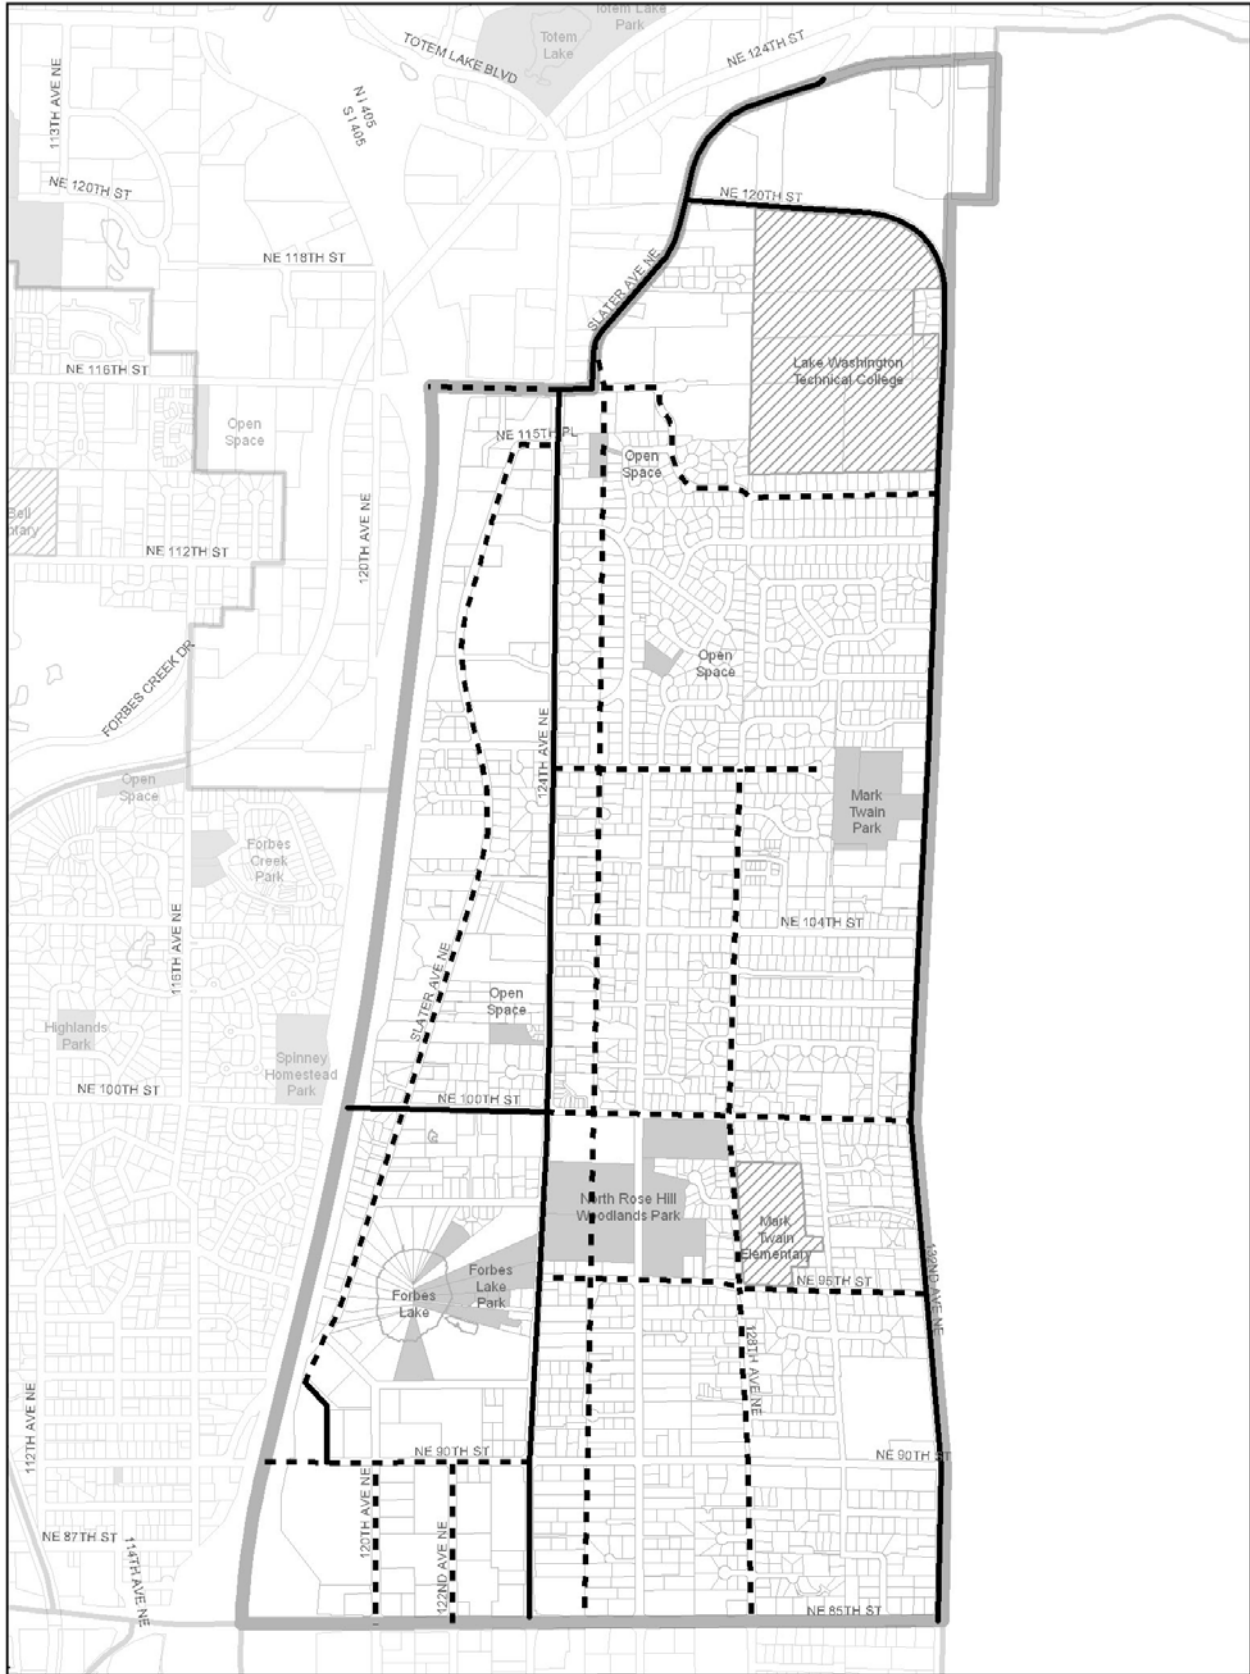 Totem Lake
Park
Totem
Lake
TOTEM LAKE BLVD
NE 124TH ST
113TH AVE NE
N I 405
S I 405
NE 120TH ST
NE 120TH ST
NE 118TH ST
SLATER AVE NE
NE 116TH ST
Lake Washington
Technical College
Open
Space
NE 115TH PL
Open
Space
120TH AVE NE
NE 112TH ST
FORBES CREEK DR
Open
Space
124TH AVE NE
Open
Space
Mark
Twain
Park
Forbes
Creek
Park
NE 104TH ST
116TH AVE NE
SLATER AVE NE
Open
Space
Highlands
Park
Spinney
Homestead
Park
NE 100TH ST
NE 100TH ST
North Rose Hill
Woodlands Park
Mark
Twain
Elementary
132ND AVE NE
Forbes
Lake
Park
Forbes
Lake
NE 95TH ST
128TH AVE NE
112TH AVE NE
NE 90TH ST
NE 90TH ST
120TH AVE NE
122ND AVE NE
NE 87TH ST
114TH AVE NE
NE 85TH ST